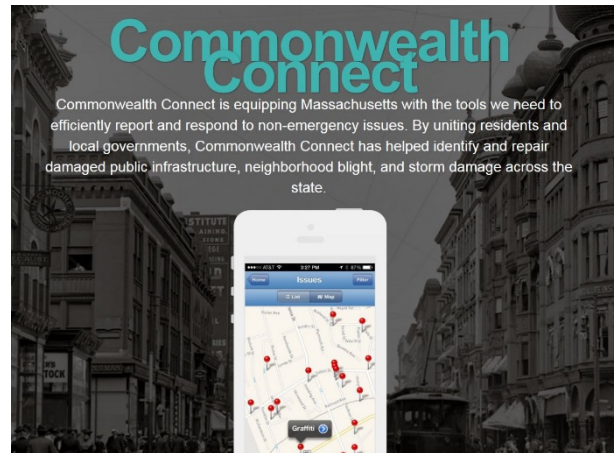 Commonwealth
Connect
Commonwealth Connect is equipping Massachusetts with the tools we need to
efficiently report and respond to non-emergency issues. By uniting residents and
local governments, Commonwealth Connect has helped identify and repair
damaged public infrastructure, neighborhood blight, and storm damage across the
state.
AT&T 3:27 PM 87%
Home Issues Filter
List Map
Graffiti
INSTITUTE
STOCK